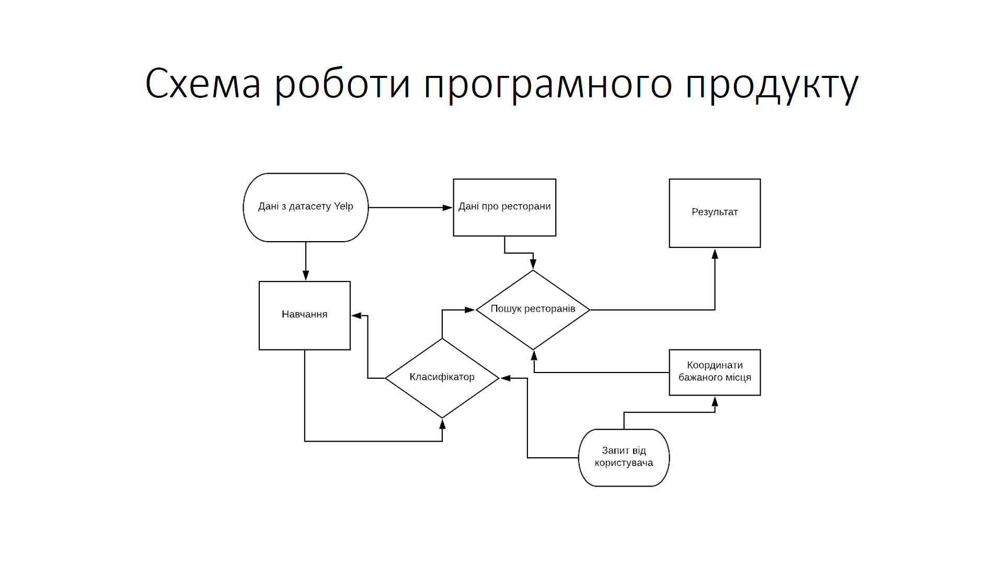 Схема роботи програмного продукту
Дані з датасету Yelp
Дані про ресторани
Результат
Навчання
Пошук ресторанів
Класифікатор
Координати
бажаного місця
Запит від
користувача